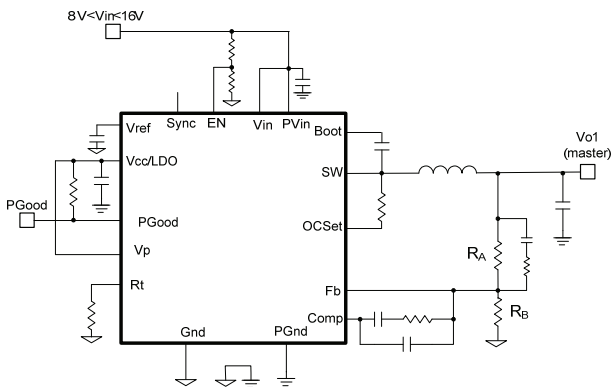 8V<Vin<16V
Sync EN Vin PVin
Vref
Boot
Vcc/LDO
SW
Vo1
(master)
PGood
PGood
OCSet
Vp
RA
Rt
Fb
RB
Comp
Gnd
PGnd